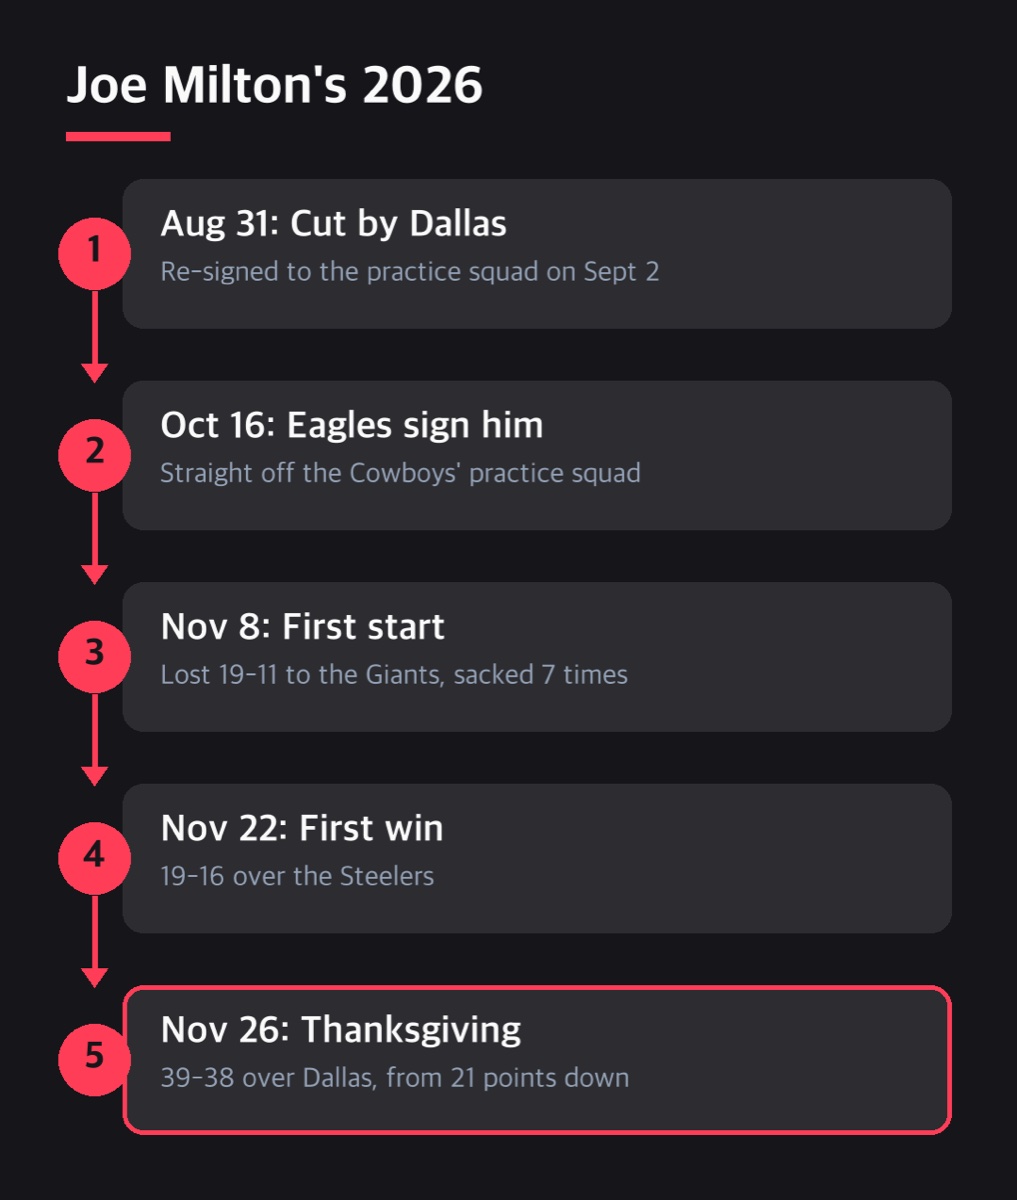 Joe Milton's 2026
1
Aug 31: Cut by Dallas
Re-signed to the practice squad on Sept 2
2
Oct 16: Eagles sign him
Straight off the Cowboys' practice squad
3
Nov 8: First start
Lost 19-11 to the Giants, sacked 7 times
4
Nov 22: First win
19-16 over the Steelers
5
Nov 26: Thanksgiving
39-38 over Dallas, from 21 points down